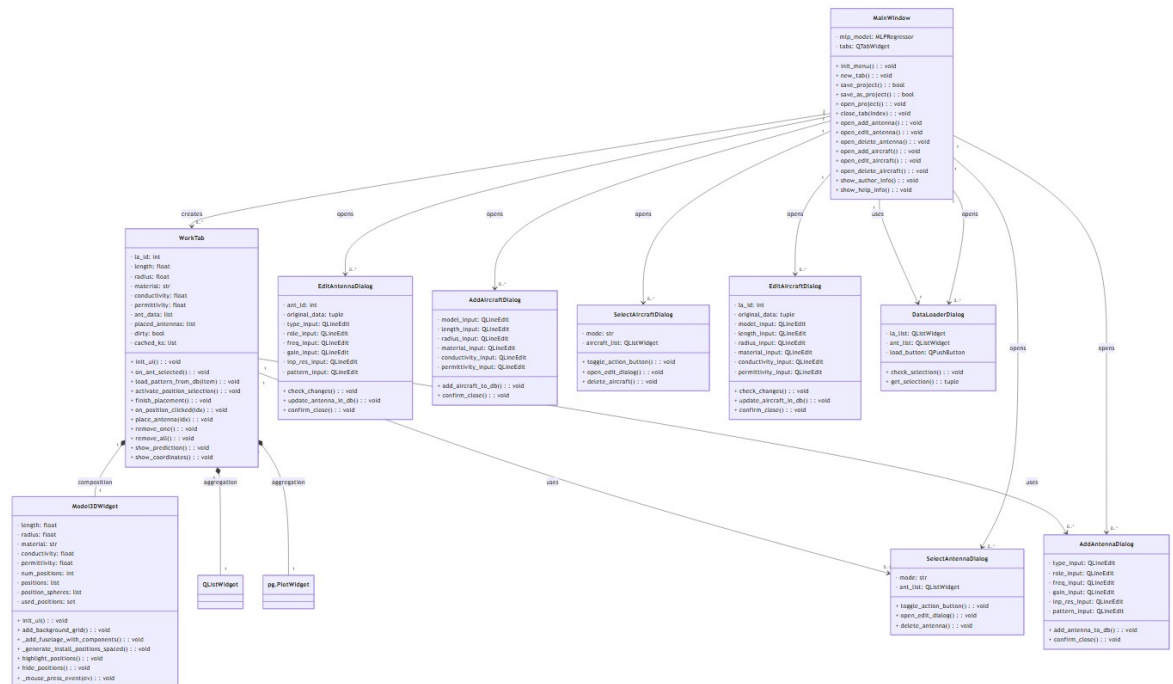 MainWindow
- mlp_model: MLPRegressor
- tabs: QTabWidget
+ init_menu() : : void
+ new_tab() : : void
+ save_project() : : bool
+ save_as_project() : : bool
+ open_project() : : void
+ close_tab(index) : : void
+ open_add_antenna() : : void
+ open_edit_antenna() : : void
+ open_delete_antenna() : : void
+ open_add_aircraft() : : void
+ open_edit_aircraft() : : void
+ open_delete_aircraft() : : void
+ show_author_info() : : void
+ show_help_info() : : void
creates
opens
opens
opens
opens
uses
opens
opens
WorkTab
- la_id: int
- length: float
- radius: float
- material: str
- conductivity: float
- permittivity: float
- ant_data: list
- placed_antennas: list
- dirty: bool
- cached_ks: list
+ init_ui() : : void
+ on_ant_selected() : : void
+ load_pattern_from_db(item) : : void
+ activate_position_selection() : : void
+ finish_placement() : : void
+ on_position_clicked(idx) : : void
+ place_antenna(idx) : : void
+ remove_one() : : void
+ remove_all() : : void
+ show_prediction() : : void
+ show_coordinates() : : void
EditAntennaDialog
- ant_id: int
- original_data: tuple
- type_input: QLineEdit
- role_input: QLineEdit
- freq_input: QLineEdit
- gain_input: QLineEdit
- inp_res_input: QLineEdit
- pattern_input: QLineEdit
+ check_changes() : : void
+ update_antenna_in_db() : : void
+ confirm_close() : : void
AddAircraftDialog
- model_input: QLineEdit
- length_input: QLineEdit
- radius_input: QLineEdit
- material_input: QLineEdit
- conductivity_input: QLineEdit
- permittivity_input: QLineEdit
+ add_aircraft_to_db() : : void
+ confirm_close() : : void
SelectAircraftDialog
- mode: str
- aircraft_list: QListWidget
+ toggle_action_button() : : void
+ open_edit_dialog() : : void
+ delete_aircraft() : : void
EditAircraftDialog
- la_id: int
- original_data: tuple
- model_input: QLineEdit
- length_input: QLineEdit
- radius_input: QLineEdit
- material_input: QLineEdit
- conductivity_input: QLineEdit
- permittivity_input: QLineEdit
+ check_changes() : : void
+ update_aircraft_in_db() : : void
+ confirm_close() : : void
DataLoaderDialog
- la_list: QListWidget
- ant_list: QListWidget
- load_button: QPushButton
+ check_selection() : : void
+ get_selection() : : tuple
composition
aggregation
aggregation
uses
uses
Model3DWidget
- length: float
- radius: float
- material: str
- conductivity: float
- permittivity: float
- num_positions: int
- positions: list
- position_spheres: list
- used_positions: set
+ init_ui() : : void
+ add_background_grid() : : void
+ _add_fuselage_with_components() : : void
+ _generate_install_positions_spaced() : : void
+ highlight_positions() : : void
+ hide_positions() : : void
+ _mouse_press_event(ev) : : void
QListWidget
pg.PlotWidget
SelectAntennaDialog
- mode: str
- ant_list: QListWidget
+ toggle_action_button() : : void
+ open_edit_dialog() : : void
+ delete_antenna() : : void
AddAntennaDialog
- type_input: QLineEdit
- role_input: QLineEdit
- freq_input: QLineEdit
- gain_input: QLineEdit
- inp_res_input: QLineEdit
- pattern_input: QLineEdit
+ add_antenna_to_db() : : void
+ confirm_close() : : void